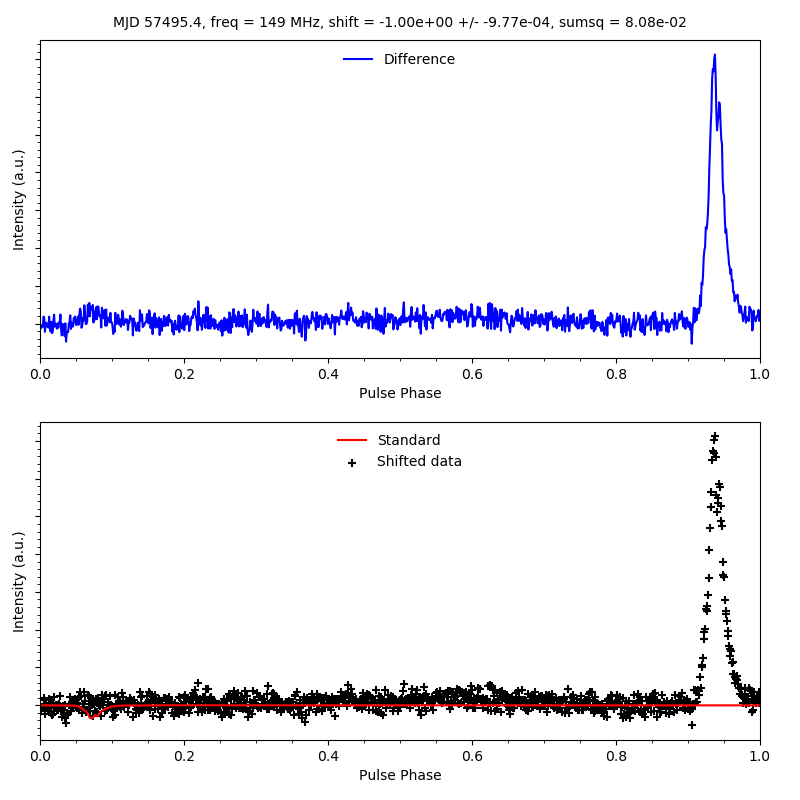 MJD 57495.4, freq = 149 MHz, shift = -1.00e+00 +/- -9.77e-04, sumsq = 8.08e-02
Difference
Intensity (a.u.)
0.0 0.2 0.4 0.6 0.8 1.0
Pulse Phase
Standard
Shifted data
Intensity (a.u.)
0.0 0.2 0.4 0.6 0.8 1.0
Pulse Phase